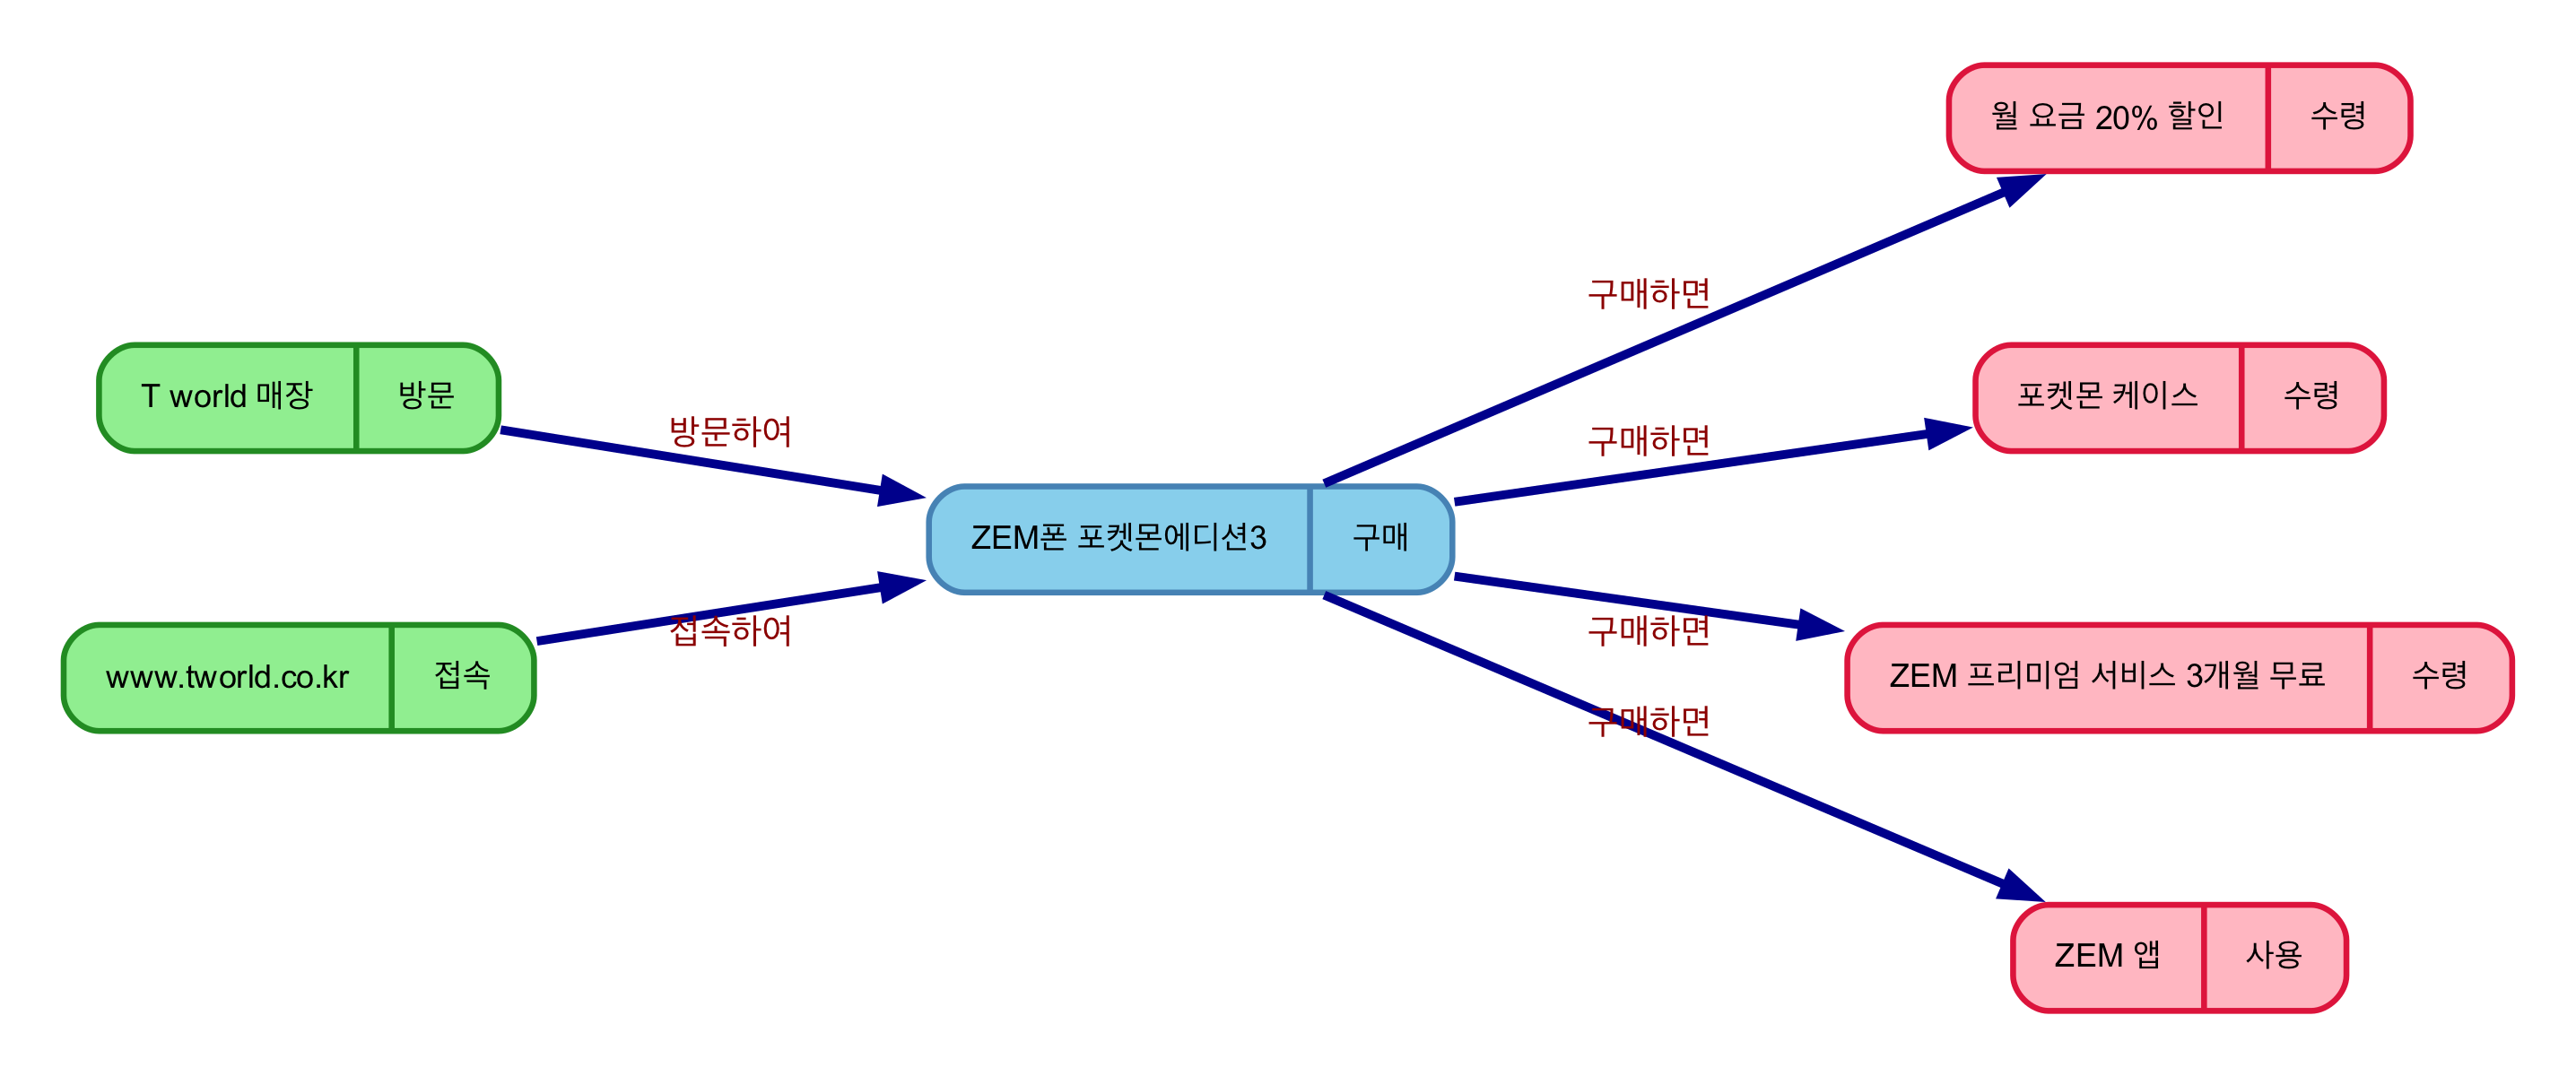 월 요금 20% 할인 수령
구매하면
T world 매장 방문
방문하여
포켓몬 케이스 수령
구매하면
ZEM폰 포켓몬에디션3 구매
www.tworld.co.kr 접속
접속하여
구매하면
ZEM 프리미엄 서비스 3개월 무료 수령
구매하면
ZEM 앱 사용